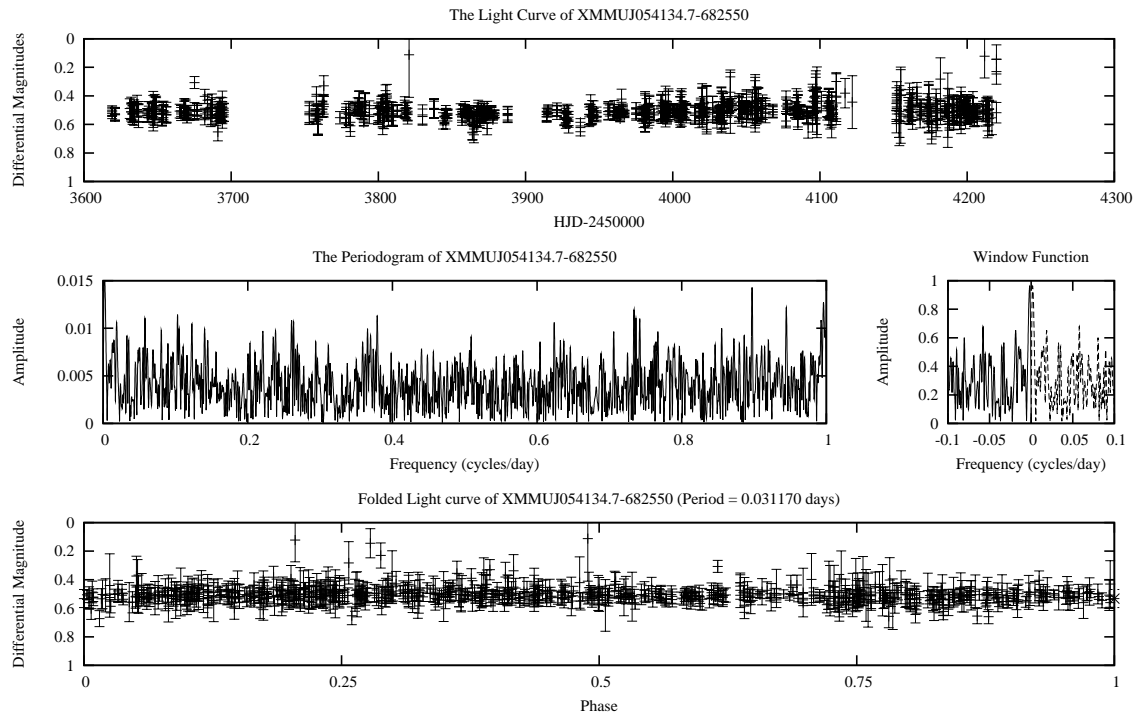 The Light Curve of XMMUJ054134.7-682550
Differential Magnitudes
0
0.2
0.4
0.6
0.8
1
3600 3700 3800 3900 4000 4100 4200 4300
HJD-2450000
The Periodogram of XMMUJ054134.7-682550
Amplitude
0.015
0.01
0.005
0
0 0.2 0.4 0.6 0.8 1
Frequency (cycles/day)
Window Function
Amplitude
1
0.8
0.6
0.4
0.2
0
-0.1 -0.05 0 0.05 0.1
Frequency (cycles/day)
Folded Light curve of XMMUJ054134.7-682550 (Period = 0.031170 days)
Differential Magnitude
0
0.2
0.4
0.6
0.8
1
0 0.25 0.5 0.75 1
Phase